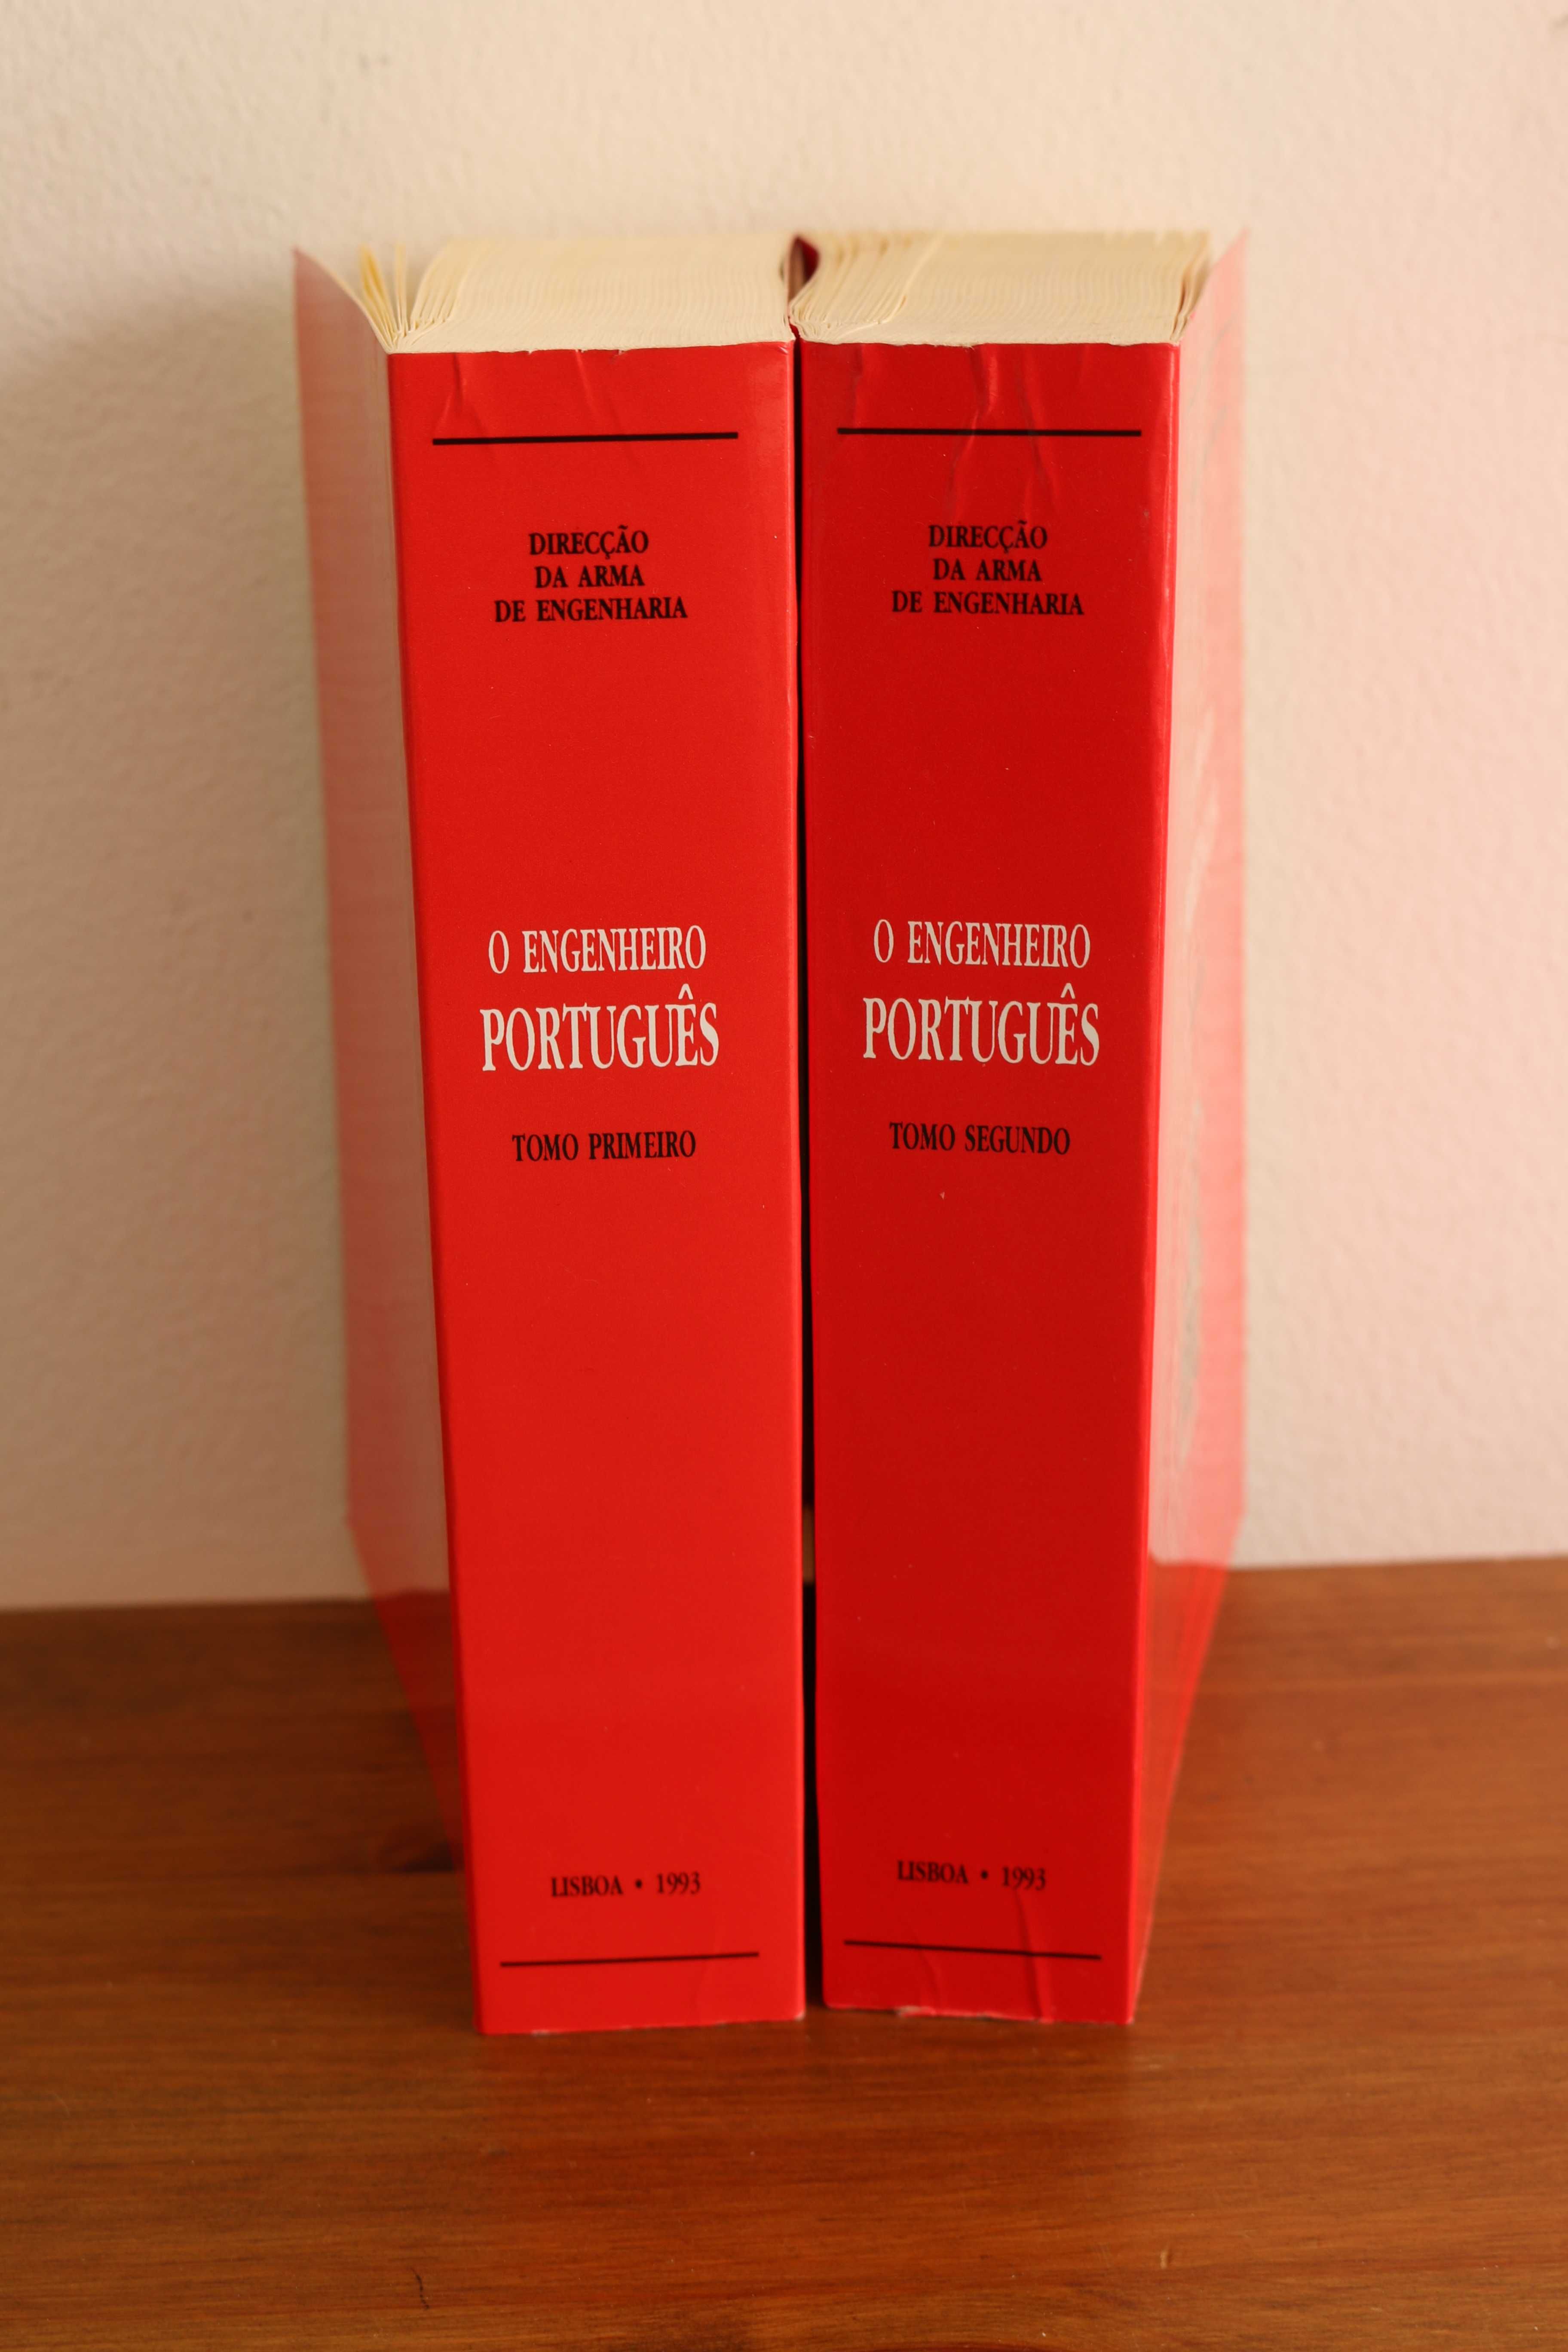 DIRECÇÃO
DA ARMA
DE ENGENHARIA
O ENGENHEIRO
PORTUGUÊS
TOMO PRIMEIRO
LISBOA • 1993
DIRECÇÃO
DA ARMA
DE ENGENHARIA
O ENGENHEIRO
PORTUGUÊS
TOMO SEGUNDO
LISBOA • 1993